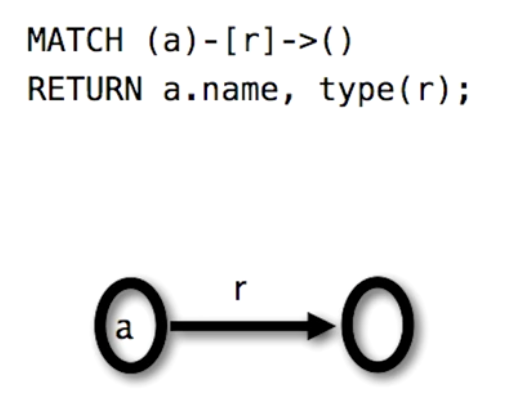 MATCH (a)-[r]->()
RETURN a.name, type(r);
r
a